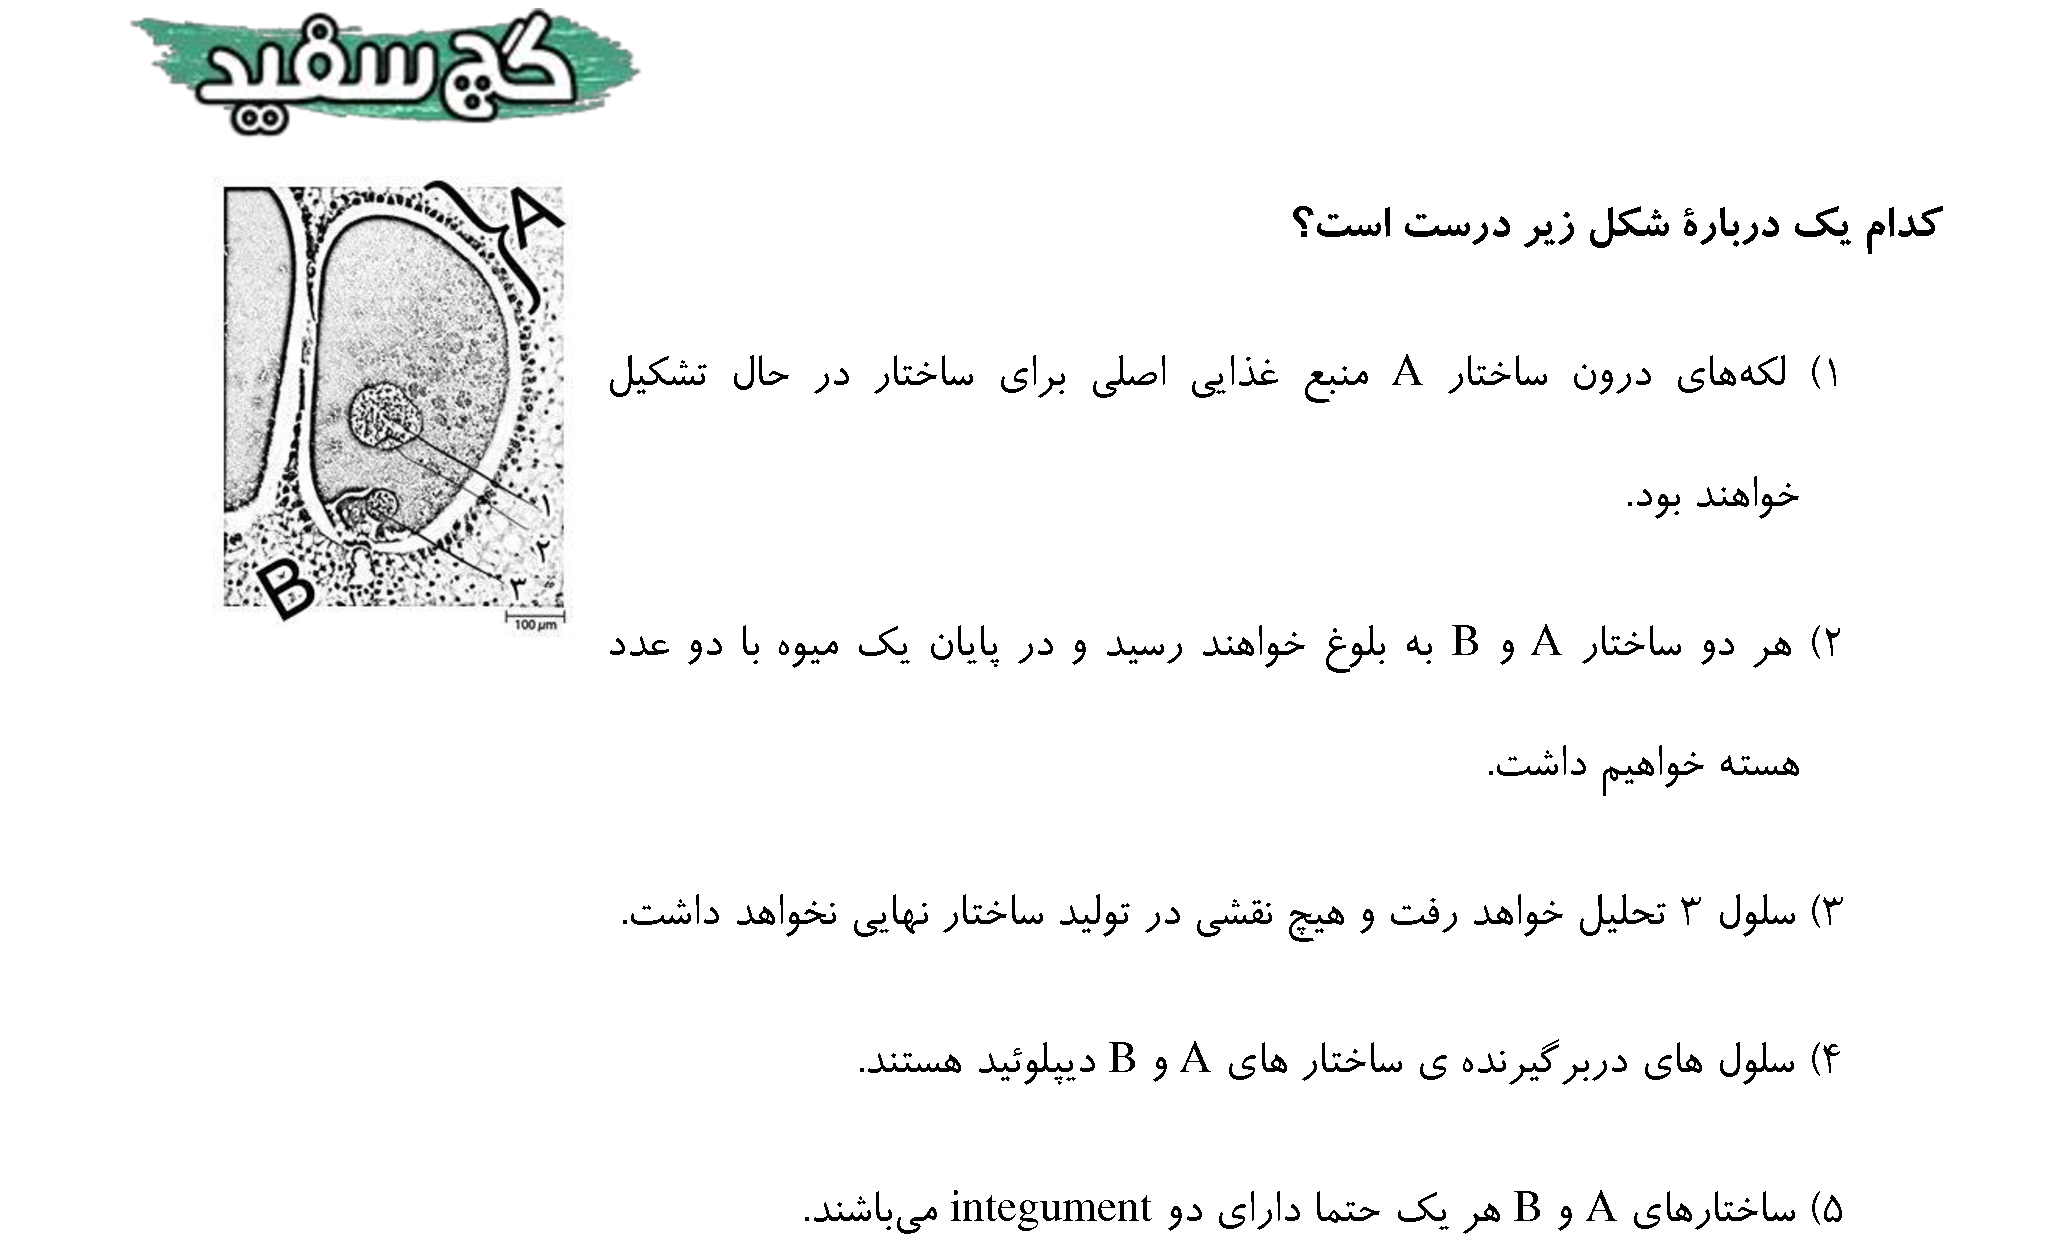 گچ سفید
کدام یک دربارهٔ شکل زیر درست است؟
A
۱) لکه‌های درون ساختار A منبع غذایی اصلی برای ساختار در حال تشکیل
خواهند بود.
۱
۲
۳
B
100 µm
۲) هر دو ساختار A و B به بلوغ خواهند رسید و در پایان یک میوه با دو عدد
هسته خواهیم داشت.
۳) سلول ۳ تحلیل خواهد رفت و هیچ نقشی در تولید ساختار نهایی نخواهد داشت.
۴) سلول های دربرگیرنده ی ساختار های A و B دیپلوئید هستند.
۵) ساختارهای A و B هر یک حتما دارای دو integument می‌باشند.